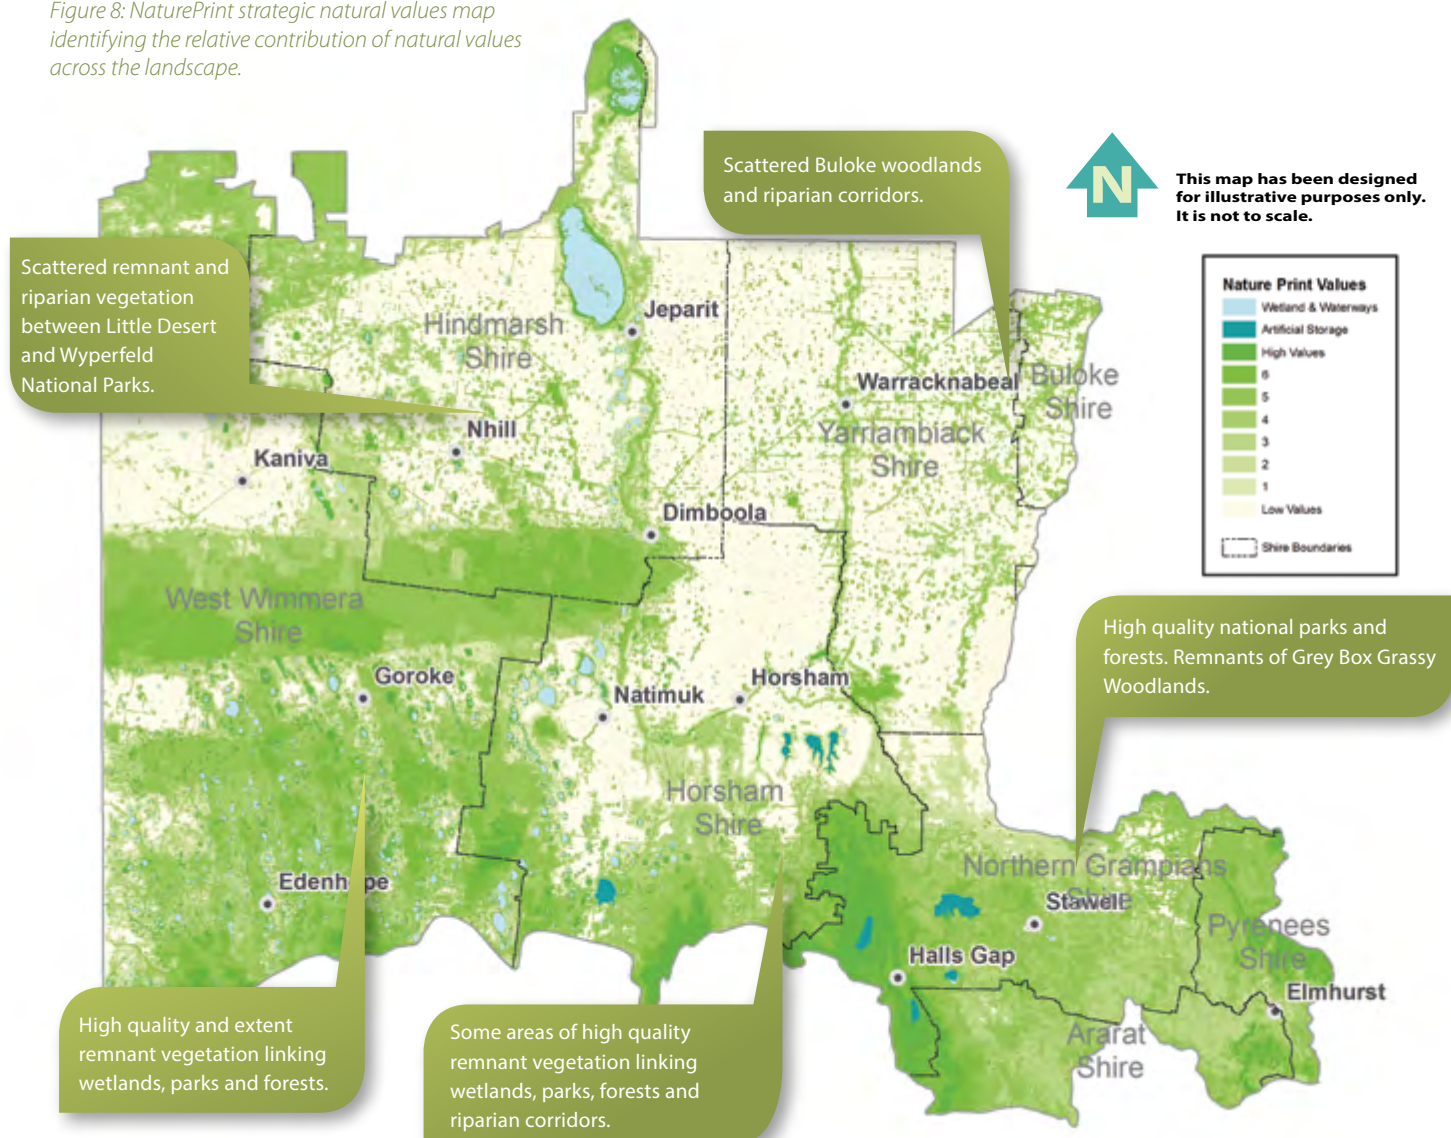 Figure 8: NaturePrint strategic natural values map
identifying the relative contribution of natural values
across the landscape.
Scattered Buloke woodlands
and riparian corridors.
N
This map has been designed
for illustrative purposes only.
It is not to scale.
Scattered remnant and
riparian vegetation
between Little Desert
and Wyperfeld
National Parks.
Nature Print Values
Wetland & Waterways
Artificial Storage
High Values
6
5
4
3
2
1
Low Values
Shire Boundaries
Jeparit
Hindmarsh
Shire
Warracknabeal
Buloke
Shire
Yarriambiack
Shire
Nhill
Kaniva
Dimboola
West Wimmera
Shire
Goroke
Natimuk
Horsham
High quality national parks and
forests. Remnants of Grey Box Grassy
Woodlands.
Horsham
Shire
Edenhope
Northern Grampians
Shire
Stawell
Pyrenees
Shire
Halls Gap
Elmhurst
Ararat
Shire
High quality and extent
remnant vegetation linking
wetlands, parks and forests.
Some areas of high quality
remnant vegetation linking
wetlands, parks, forests and
riparian corridors.